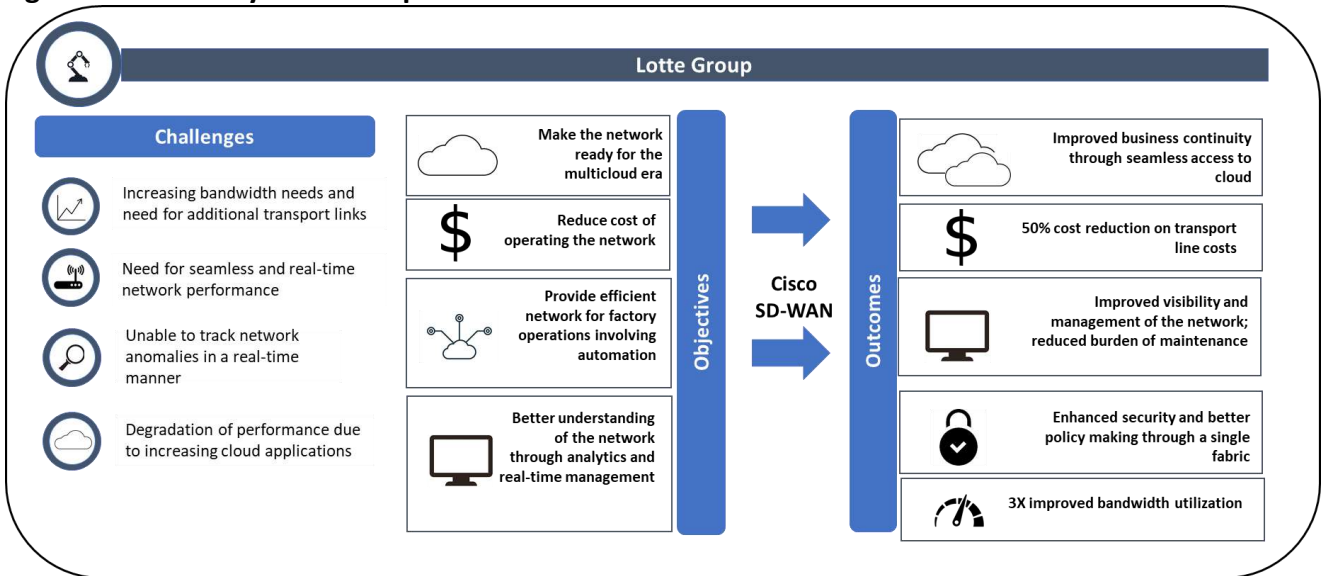 Lotte Group
Challenges
Increasing bandwidth needs and
need for additional transport links
Need for seamless and real-time
network performance
Unable to track network
anomalies in a real-time
manner
Degradation of performance due
to increasing cloud applications
Make the network
ready for the
multicloud era
$
Reduce cost of
operating the network
Provide efficient
network for factory
operations involving
automation
Better understanding
of the network
through analytics and
real-time management
Objectives
Cisco
SD-WAN
Outcomes
Improved business continuity
through seamless access to
cloud
$
50% cost reduction on transport
line costs
Improved visibility and
management of the network;
reduced burden of maintenance
Enhanced security and better
policy making through a single
fabric
3X improved bandwidth utilization